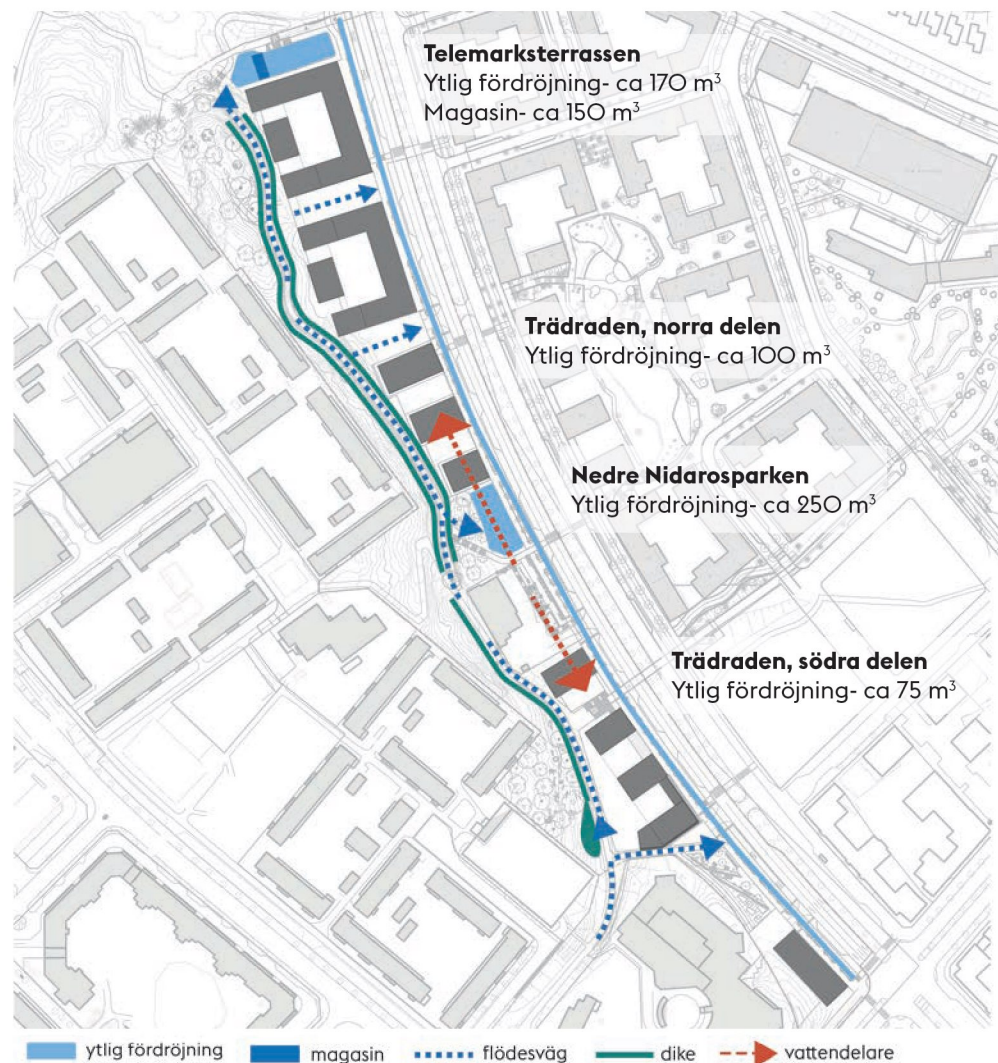 Telemarksterrassen
Ytlig fördröjning- ca 170 m³
Magasin- ca 150 m³
Trädraden, norra delen
Ytlig fördröjning- ca 100 m³
Nedre Nidarosparken
Ytlig fördröjning- ca 250 m³
Trädraden, södra delen
Ytlig fördröjning- ca 75 m³
ytlig fördröjning magasin flödesväg dike vattendelare